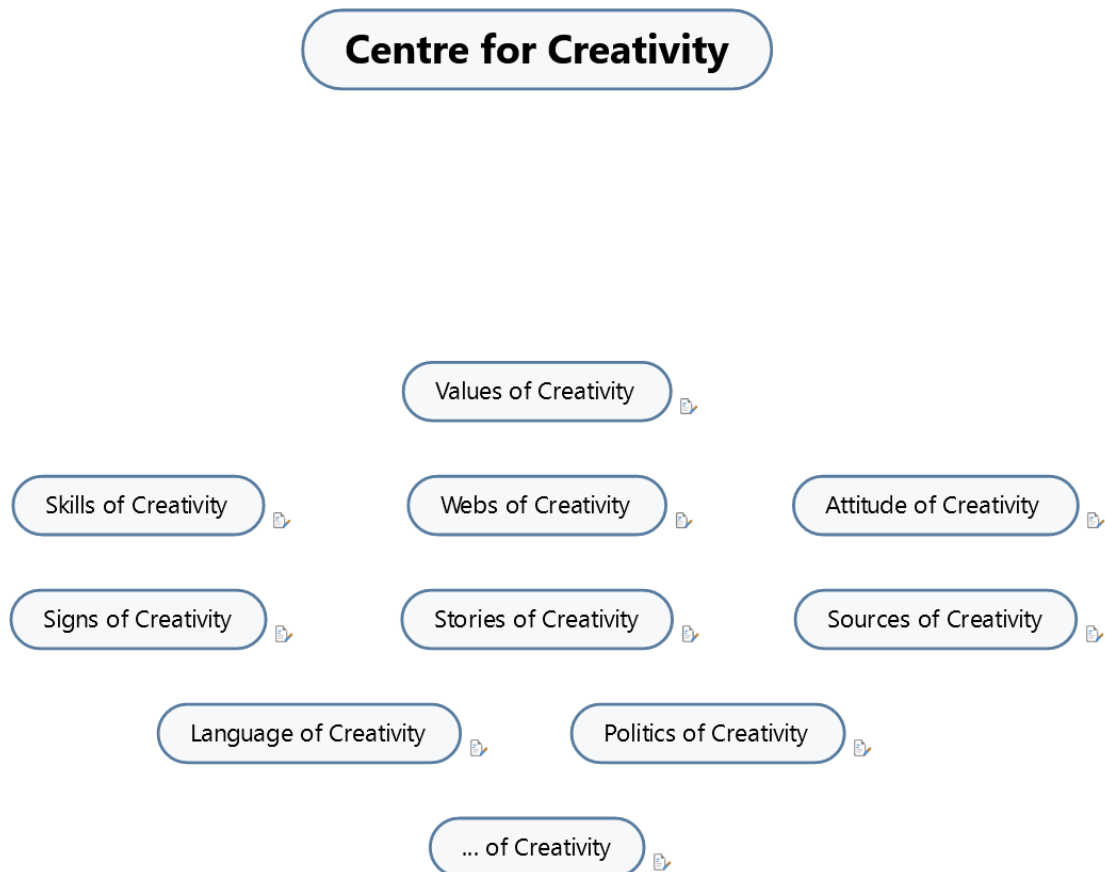 Centre for Creativity
Values of Creativity
Skills of Creativity
Webs of Creativity
Attitude of Creativity
Signs of Creativity
Stories of Creativity
Sources of Creativity
Language of Creativity
Politics of Creativity
... of Creativity